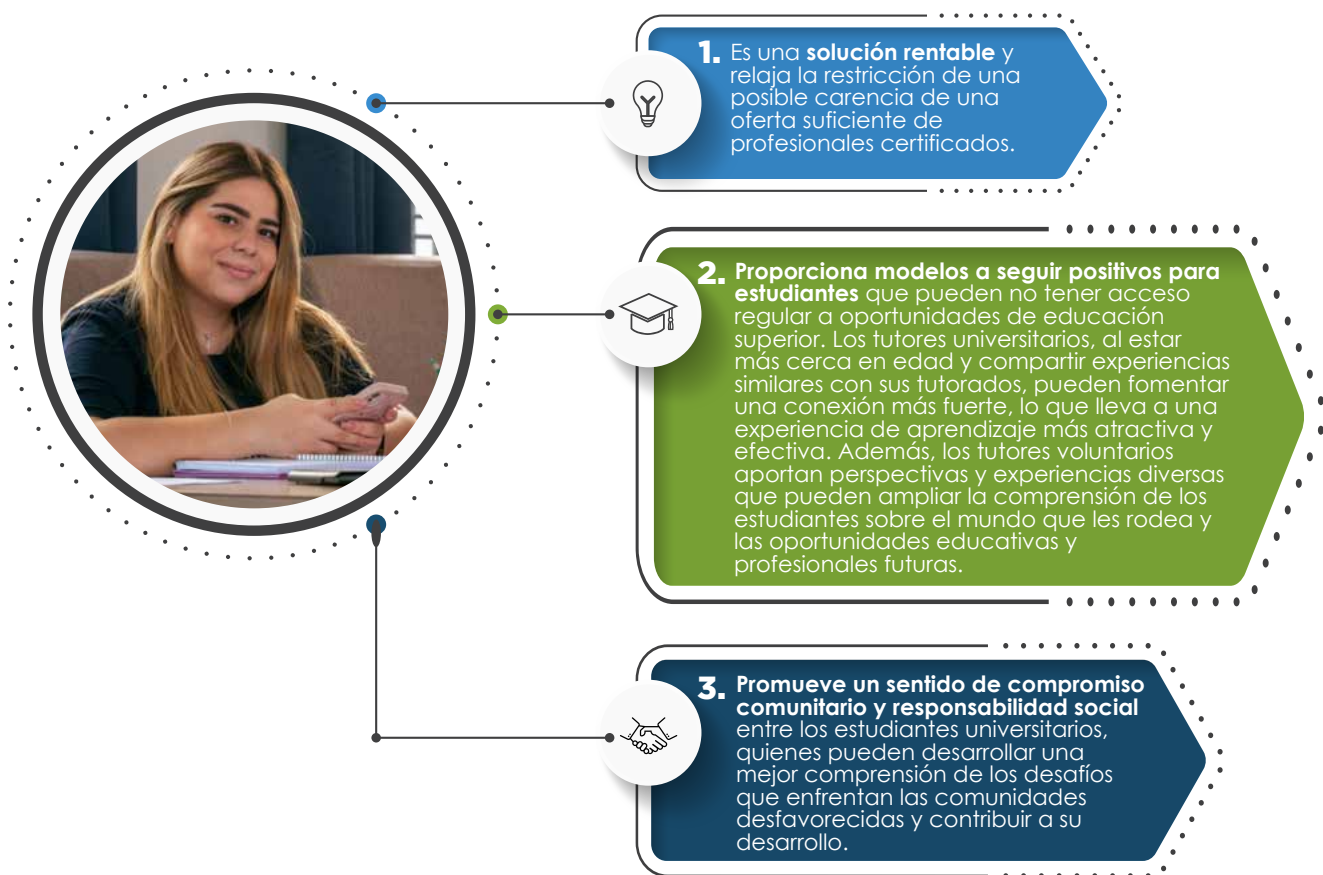 1. Es una solución rentable y
relaja la restricción de una
posible carencia de una
oferta suficiente de
profesionales certificados.
2. Proporciona modelos a seguir positivos para
estudiantes que pueden no tener acceso
regular a oportunidades de educación
superior. Los tutores universitarios, al estar
más cerca en edad y compartir experiencias
similares con sus tutorados, pueden fomentar
una conexión más fuerte, lo que lleva a una
experiencia de aprendizaje más atractiva y
efectiva. Además, los tutores voluntarios
aportan perspectivas y experiencias diversas
que pueden ampliar la comprensión de los
estudiantes sobre el mundo que les rodea y
las oportunidades educativas y
profesionales futuras.
3. Promueve un sentido de compromiso
comunitario y responsabilidad social
entre los estudiantes universitarios,
quienes pueden desarrollar una
mejor comprensión de los desafíos
que enfrentan las comunidades
desfavorecidas y contribuir a su
desarrollo.